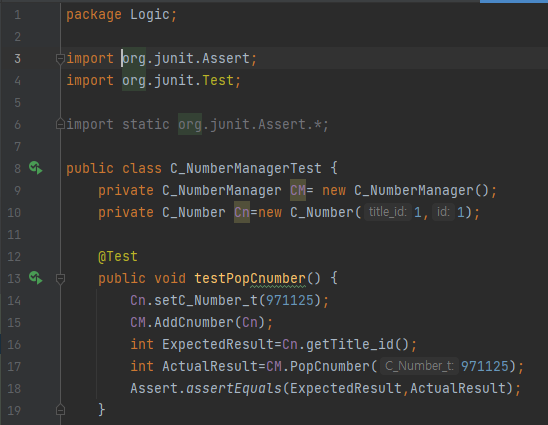 1 package Logic;
2
3 import org.junit.Assert;
4 import org.junit.Test;
5
6 import static org.junit.Assert.*;
7
8 public class C_NumberManagerTest {
9 private C_NumberManager CM= new C_NumberManager();
10 private C_Number Cn=new C_Number( title_id: 1, id: 1);
11
12 @Test
13 public void testPopCnumber() {
14 Cn.setC_Number_t(971125);
15 CM.AddCnumber(Cn);
16 int ExpectedResult=Cn.getTitle_id();
17 int ActualResult=CM.PopCnumber( C_Number_t: 971125);
18 Assert.assertEquals(ExpectedResult,ActualResult);
19 }